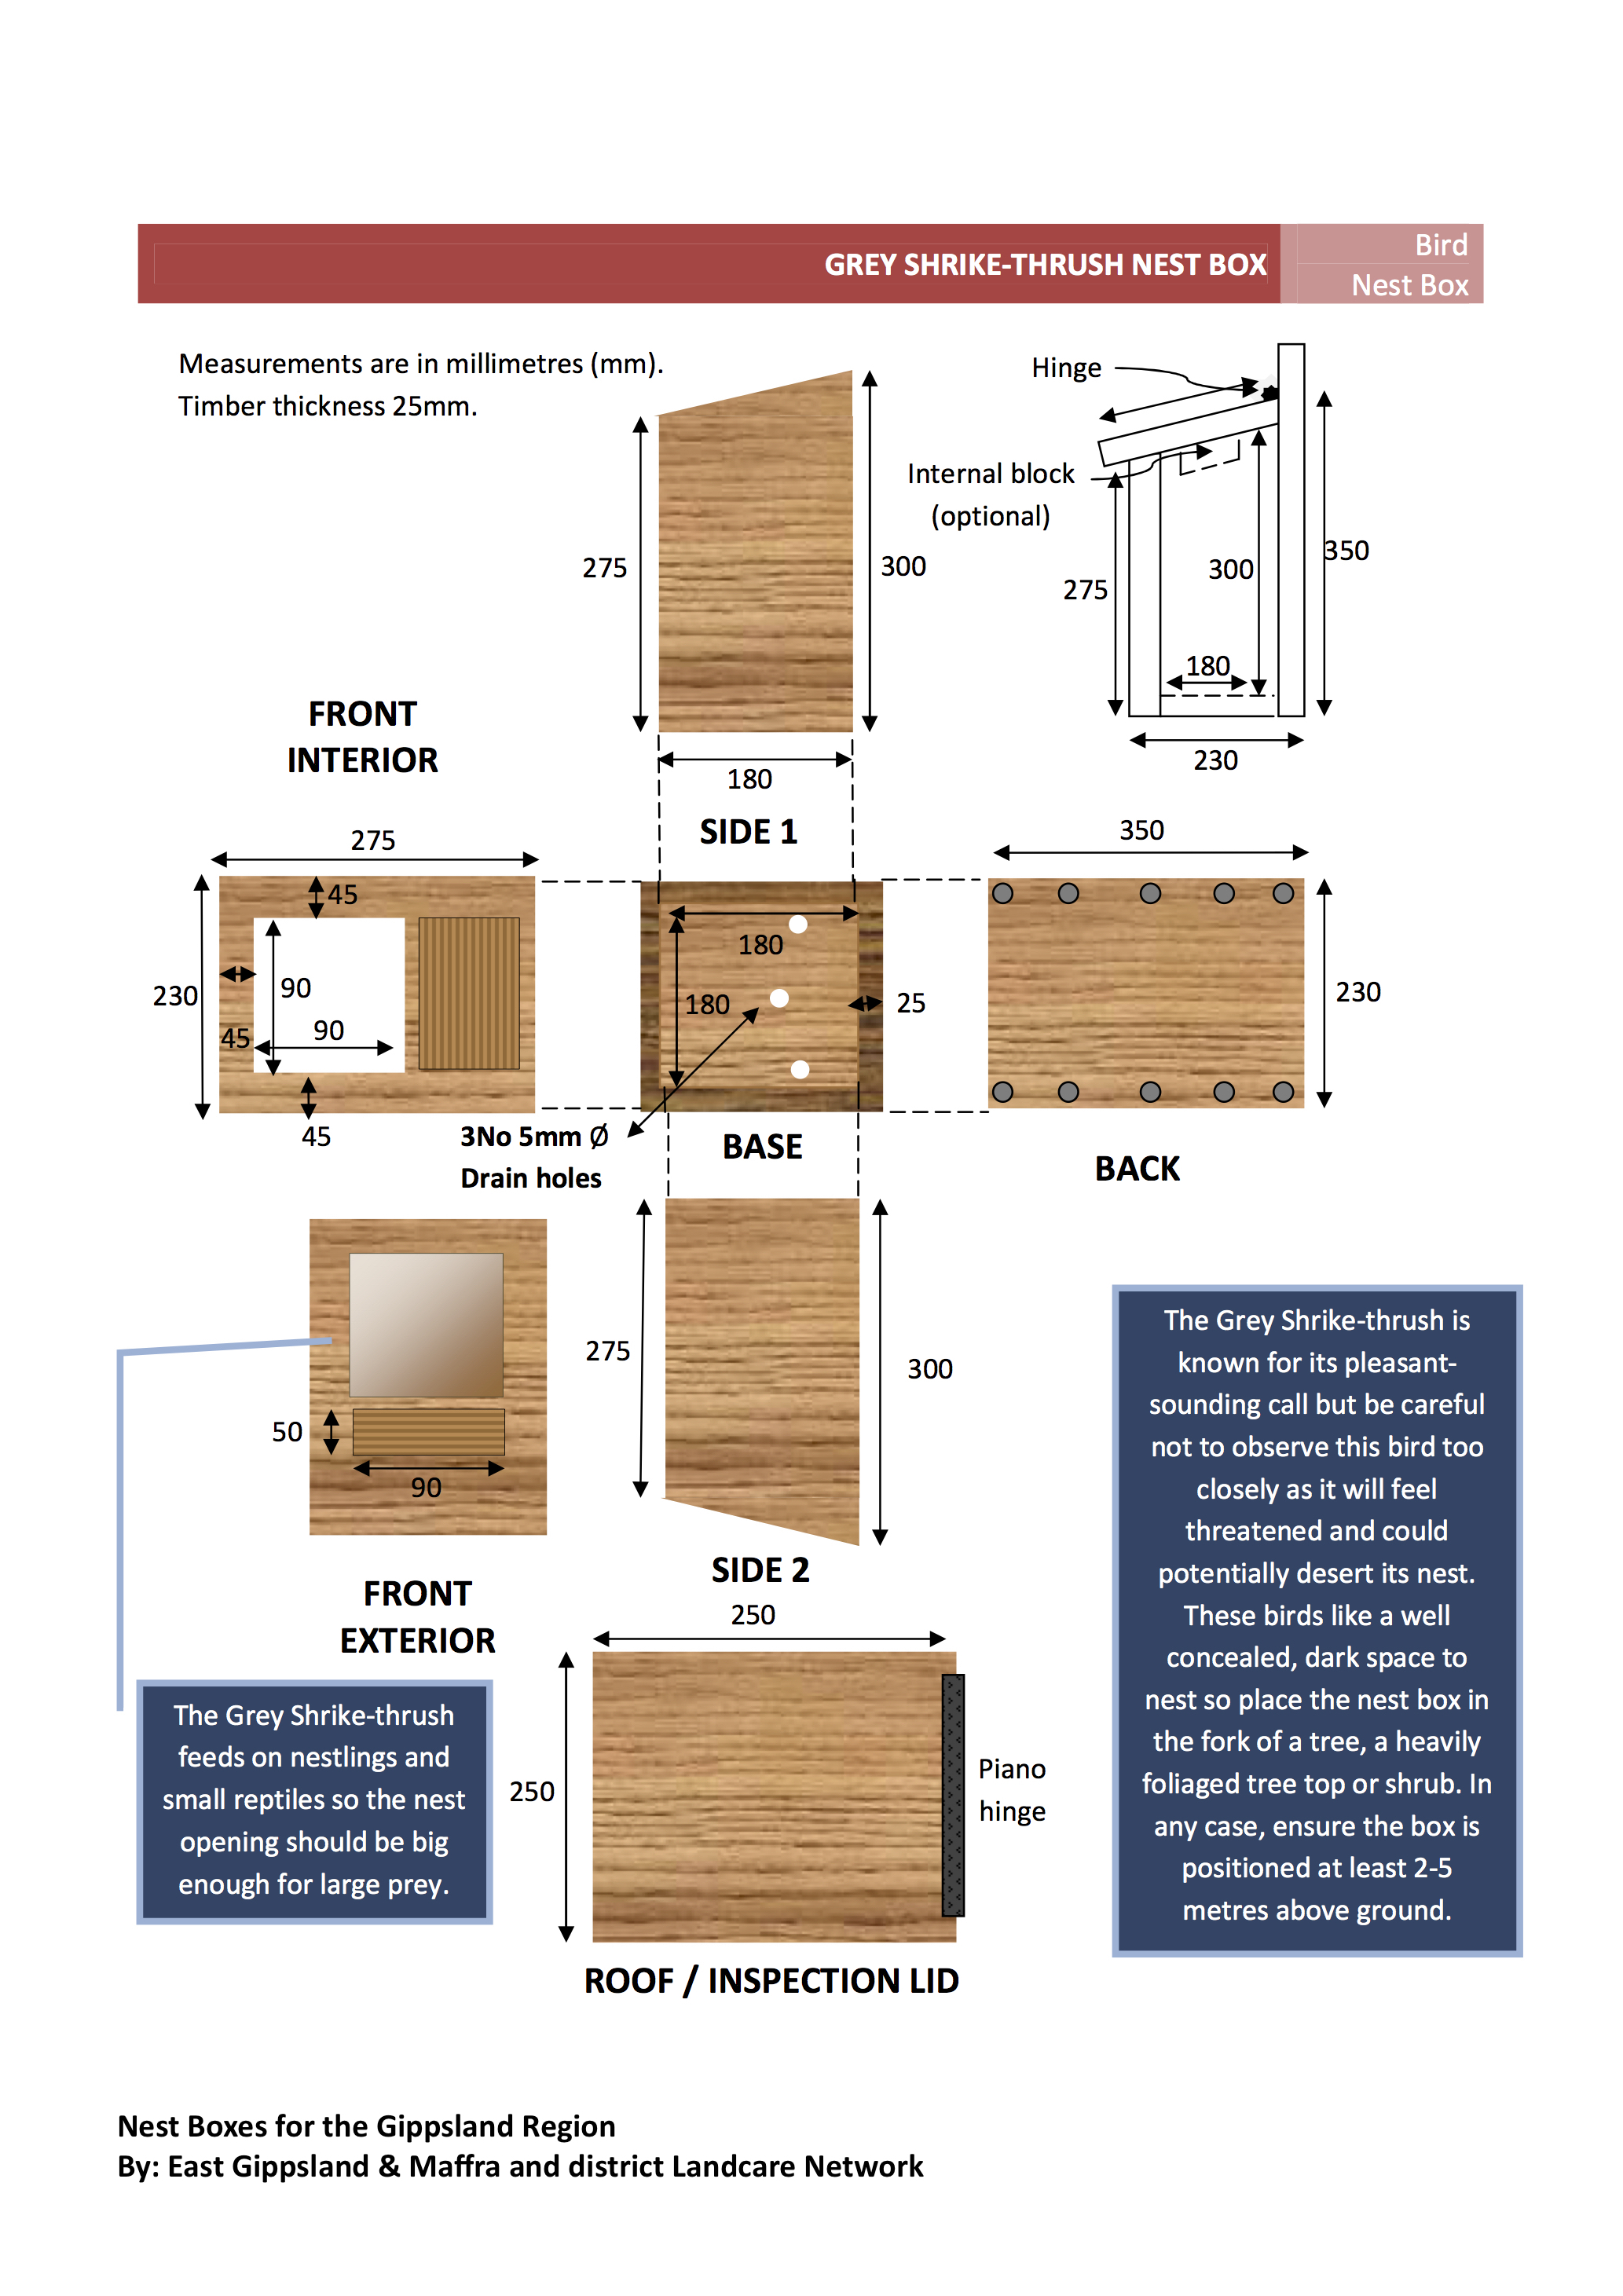 GREY SHRIKE-THRUSH NEST BOX
Bird
Nest Box
Measurements are in millimetres (mm).
Timber thickness 25mm.
Hinge
Internal block
(optional)
275
300
275
300
350
180
230
180
SIDE 1
FRONT
INTERIOR
275
45
230
90
45
90
45
180
180
25
3No 5mm Ø
Drain holes
BASE
350
230
BACK
50
90
FRONT
EXTERIOR
275
300
SIDE 2
250
250
Piano
hinge
ROOF / INSPECTION LID
The Grey Shrike-thrush
feeds on nestlings and
small reptiles so the nest
opening should be big
enough for large prey.
The Grey Shrike-thrush is
known for its pleasant-
sounding call but be careful
not to observe this bird too
closely as it will feel
threatened and could
potentially desert its nest.
These birds like a well
concealed, dark space to
nest so place the nest box in
the fork of a tree, a heavily
foliaged tree top or shrub. In
any case, ensure the box is
positioned at least 2-5
metres above ground.
Nest Boxes for the Gippsland Region
By: East Gippsland & Maffra and district Landcare Network